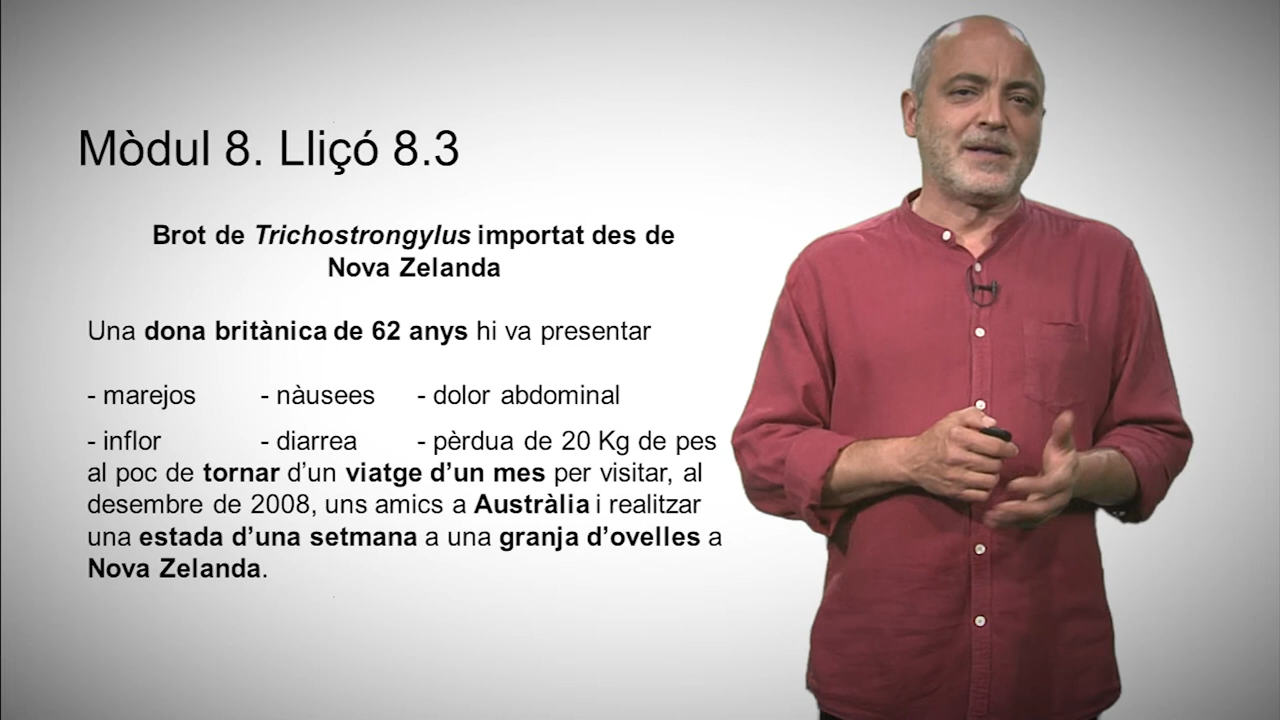 Mòdul 8. Lliçó 8.3
Brot de Trichostrongylus importat des de
Nova Zelanda
Una dona britànica de 62 anys hi va presentar
- marejos - nàusees - dolor abdominal
- inflor - diarrea - pèrdua de 20 Kg de pes
al poc de tornar d’un viatge d’un mes per visitar, al
desembre de 2008, uns amics a Austràlia i realitzar
una estada d’una setmana a una granja d’ovelles a
Nova Zelanda.